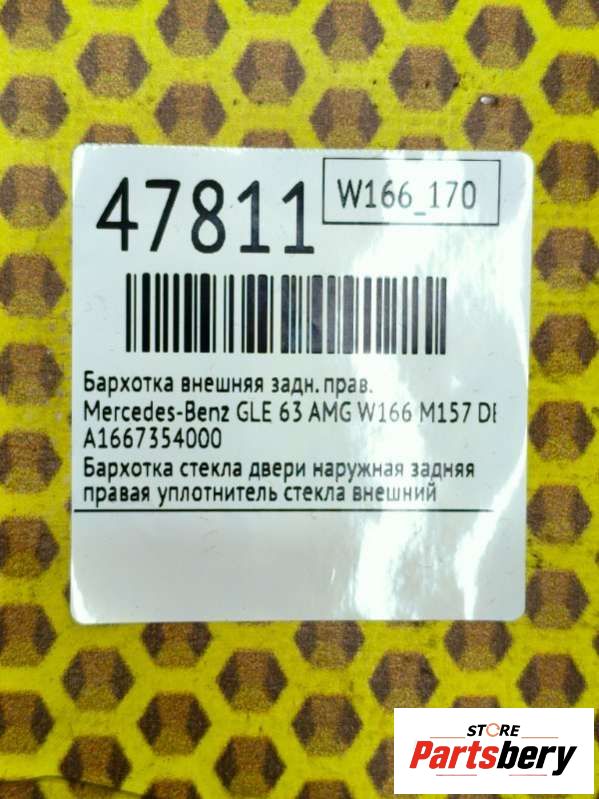 47811
W166_170
Бархотка внешняя задн. прав.
Mercedes-Benz GLE 63 AMG W166 M157 DE
A1667354000
Бархотка стекла двери наружная задняя
правая уплотнитель стекла внешний
STORE
Partsbery